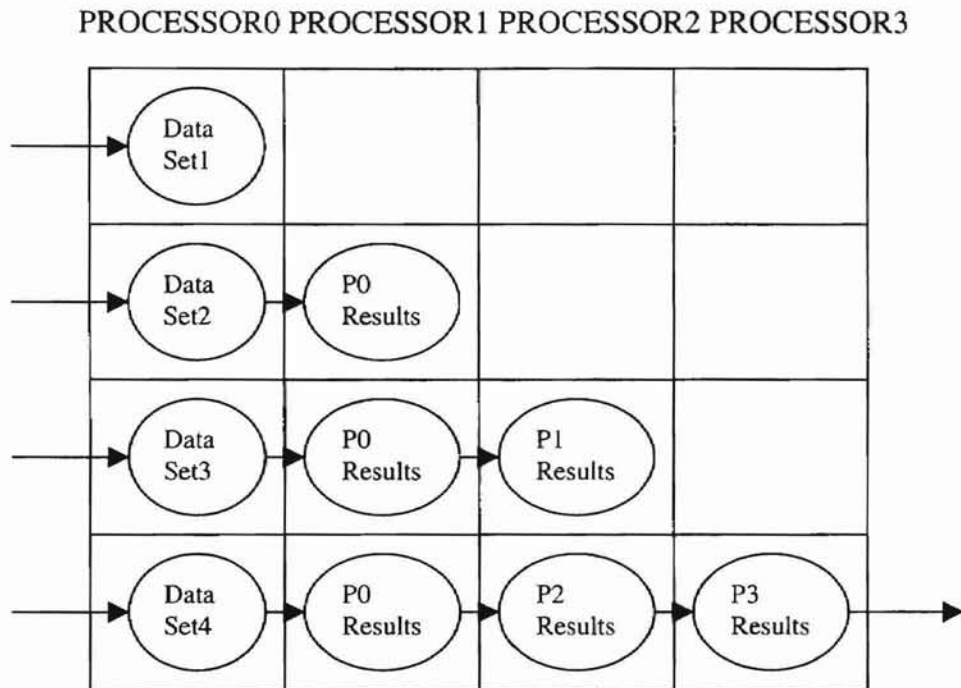 PROCESSOR0 PROCESSOR1 PROCESSOR2 PROCESSOR3
Data
Set1
Data
Set2
P0
Results
Data
Set3
P0
Results
P1
Results
Data
Set4
P0
Results
P2
Results
P3
Results